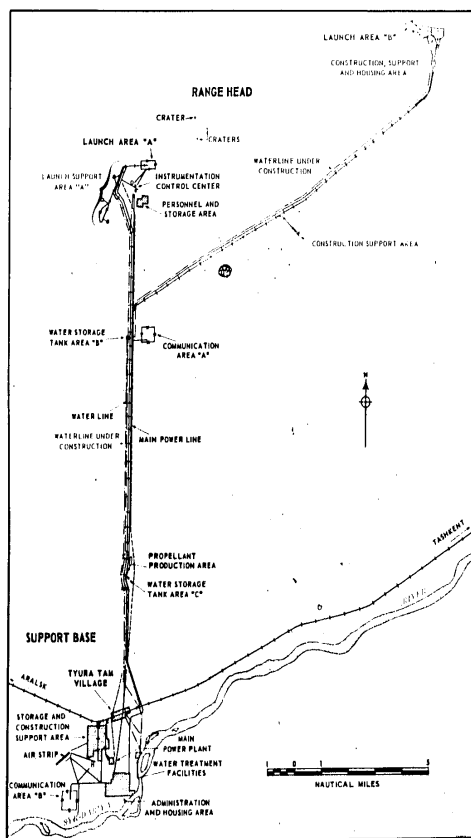 LAUNCH AREA "B"
CONSTRUCTION, SUPPORT
AND HOUSING AREA
RANGE HEAD
CRATER
CRATERS
LAUNCH AREA "A"
LAUNCH SUPPORT
AREA "A"
INSTRUMENTATION
CONTROL CENTER
PERSONNEL AND
STORAGE AREA
WATERLINE UNDER
CONSTRUCTION
CONSTRUCTION SUPPORT AREA
WATER STORAGE
TANK AREA "B"
COMMUNICATION
AREA "A"
N
WATER LINE
WATERLINE UNDER
CONSTRUCTION
MAIN POWER LINE
TASHKENT
PROPELLANT
PRODUCTION AREA
WATER STORAGE
TANK AREA "C"
RIVER
SUPPORT BASE
ARALSK
TYURA TAM
VILLAGE
STORAGE AND
CONSTRUCTION
SUPPORT AREA
AIR STRIP
MAIN
POWER PLANT
WATER TREATMENT
FACILITIES
COMMUNICATION
AREA "B"
SYR-DAR'YA
ADMINISTRATION
AND HOUSING AREA
1 0 1 5
NAUTICAL MILES